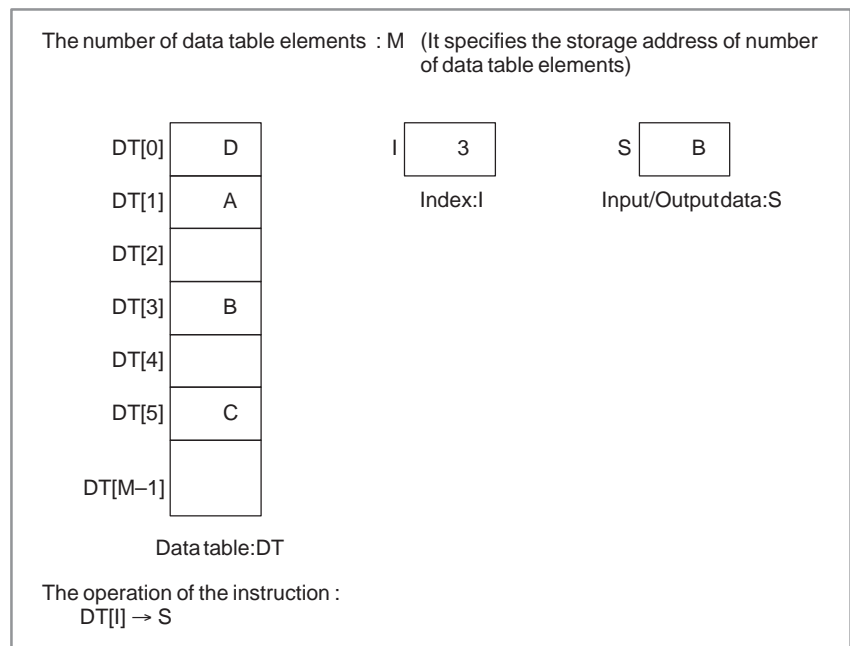 The number of data table elements : M (It specifies the storage address of number
of data table elements)
DT[0] D I 3 S B
DT[1] A Index:I Input/Outputdata:S
DT[2]
DT[3] B
DT[4]
DT[5] C
DT[M–1]
Data table:DT
The operation of the instruction :
DT[I] → S